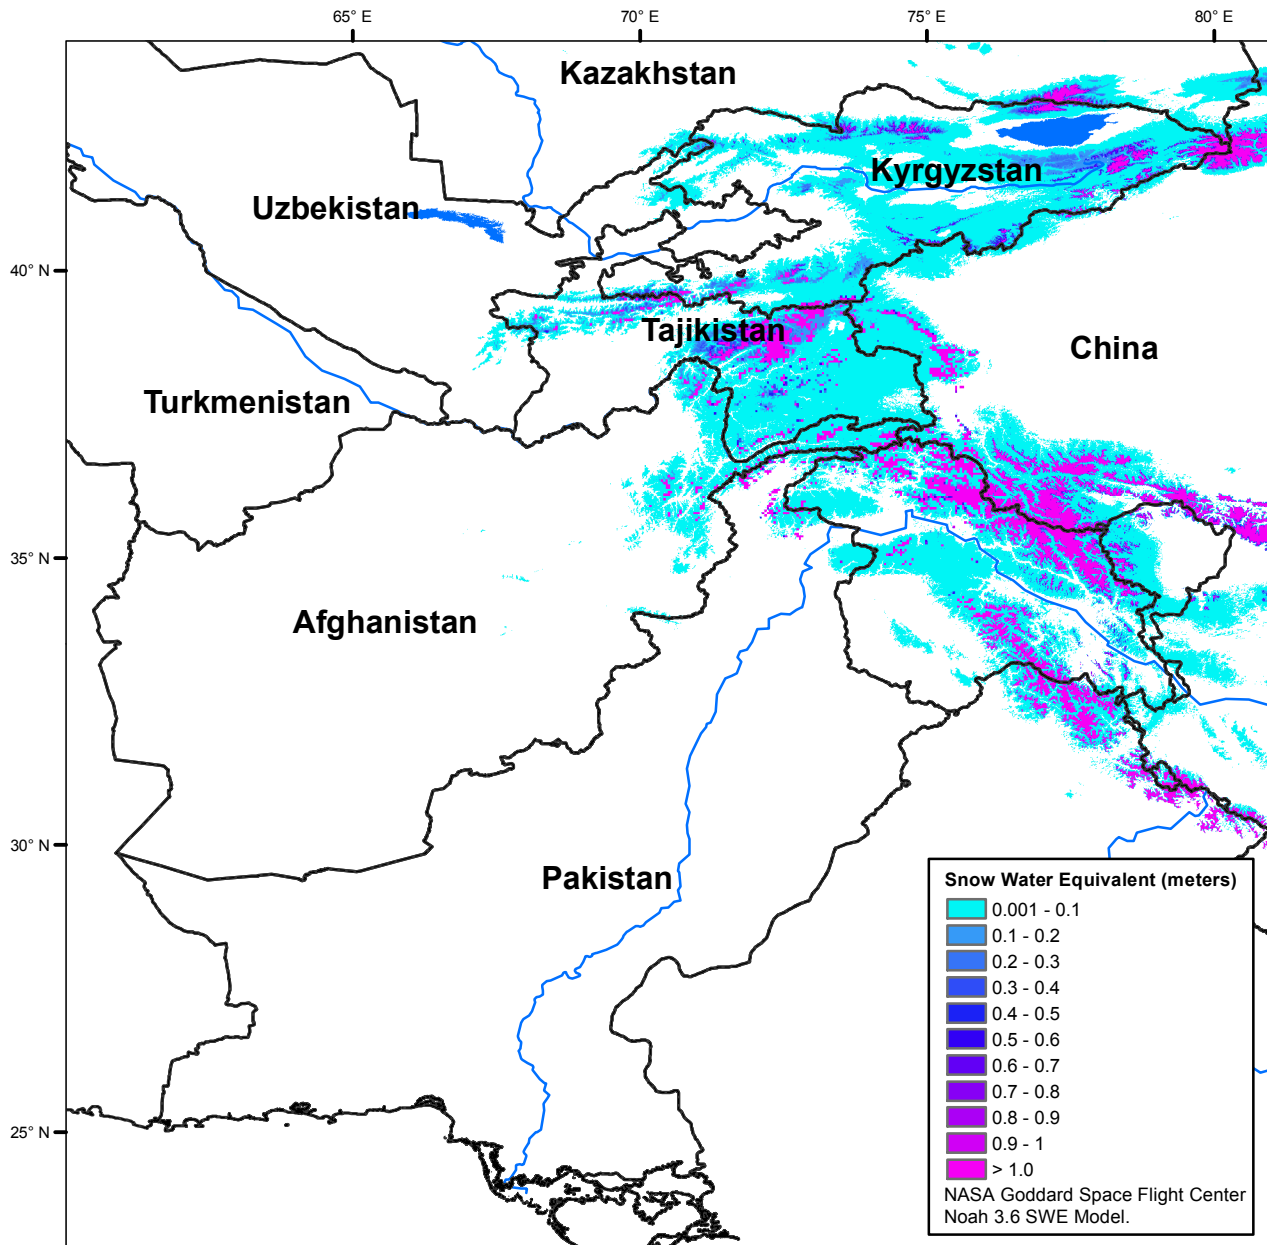 65° E
70° E
75° E
80° E
Kazakhstan
Kyrgyzstan
Uzbekistan
40° N
Tajikistan
China
Turkmenistan
35° N
Afghanistan
30° N
Pakistan
25° N
Snow Water Equivalent (meters)
0.001 - 0.1
0.1 - 0.2
0.2 - 0.3
0.3 - 0.4
0.4 - 0.5
0.5 - 0.6
0.6 - 0.7
0.7 - 0.8
0.8 - 0.9
0.9 - 1
> 1.0
NASA Goddard Space Flight Center
Noah 3.6 SWE Model.